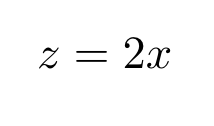 z = 2x